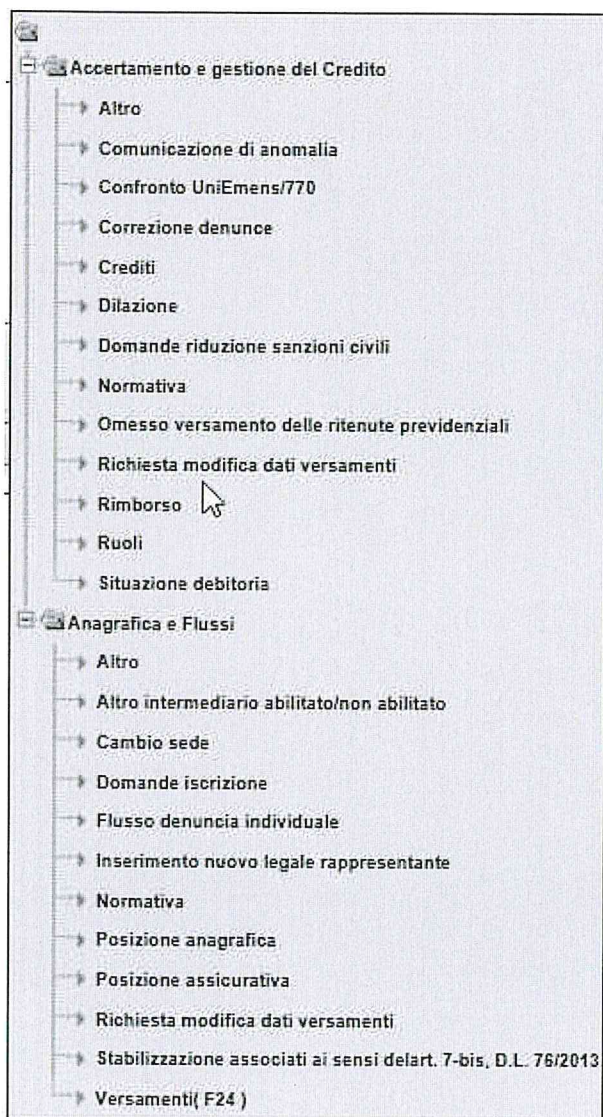 Accertamento e gestione del Credito
Altro
Comunicazione di anomalia
Confronto UniEmens/770
Correzione denunce
Crediti
Dilazione
Domande riduzione sanzioni civili
Normativa
Omesso versamento delle ritenute previdenziali
Richiesta modifica dati versamenti
Rimborso
Ruoli
Situazione debitoria
Anagrafica e Flussi
Altro
Altro intermediario abilitato/non abilitato
Cambio sede
Domande iscrizione
Flusso denuncia individuale
Inserimento nuovo legale rappresentante
Normativa
Posizione anagrafica
Posizione assicurativa
Richiesta modifica dati versamenti
Stabilizzazione associati ai sensi delart. 7-bis, D.L. 76/2013
Versamenti( F24 )